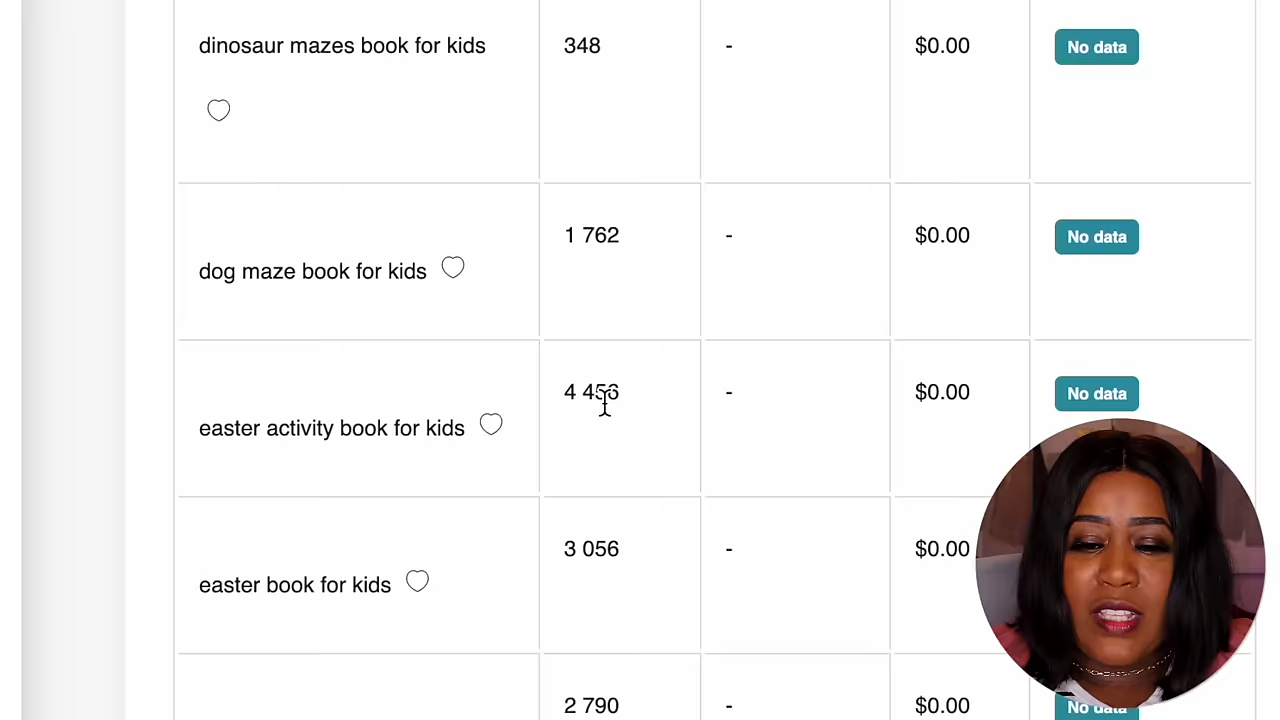 dinosaur mazes book for kids 348 - $0.00 No data
dog maze book for kids 1 762 - $0.00 No data
easter activity book for kids 4 456 - $0.00 No data
easter book for kids 3 056 - $0.00
2 790 - $0.00 No data